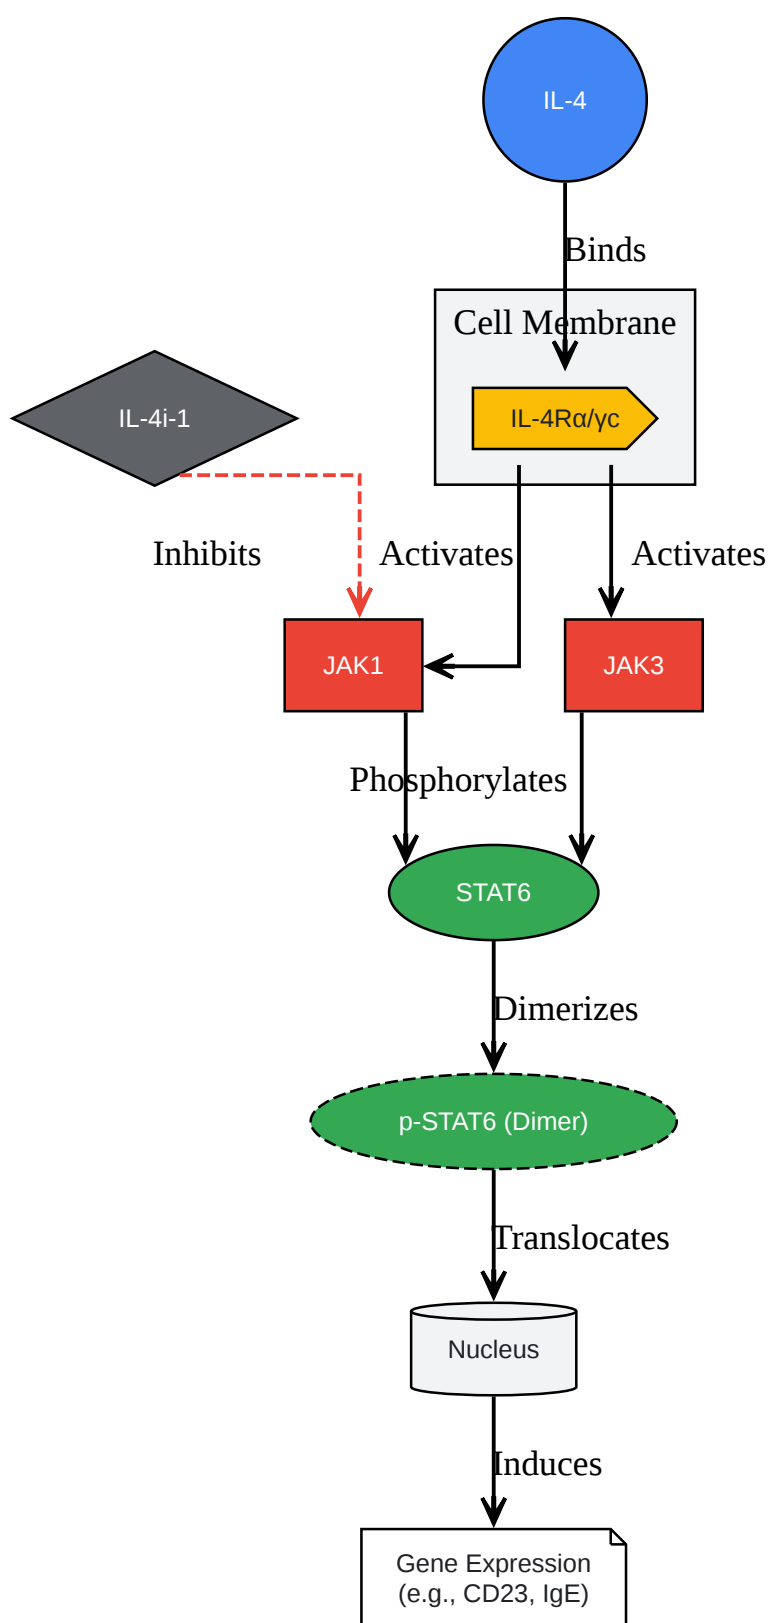 IL-4
Binds
Cell Membrane
IL-4i-1
IL-4Rα/γc
Inhibits
Activates
Activates
JAK1
JAK3
Phosphorylates
STAT6
Dimerizes
p-STAT6 (Dimer)
Translocates
Nucleus
Induces
Gene Expression
(e.g., CD23, IgE)